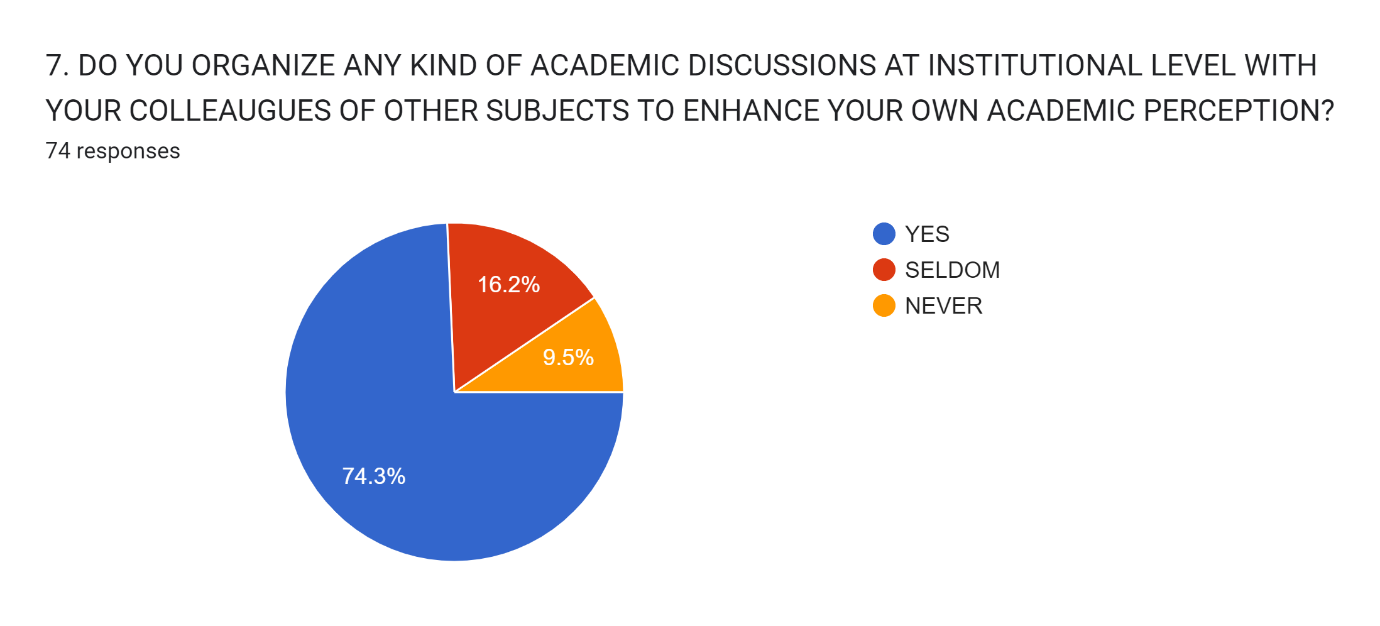 7. DO YOU ORGANIZE ANY KIND OF ACADEMIC DISCUSSIONS AT INSTITUTIONAL LEVEL WITH
YOUR COLLEAUGUES OF OTHER SUBJECTS TO ENHANCE YOUR OWN ACADEMIC PERCEPTION?
74 responses
YES
SELDOM
NEVER
16.2%
9.5%
74.3%